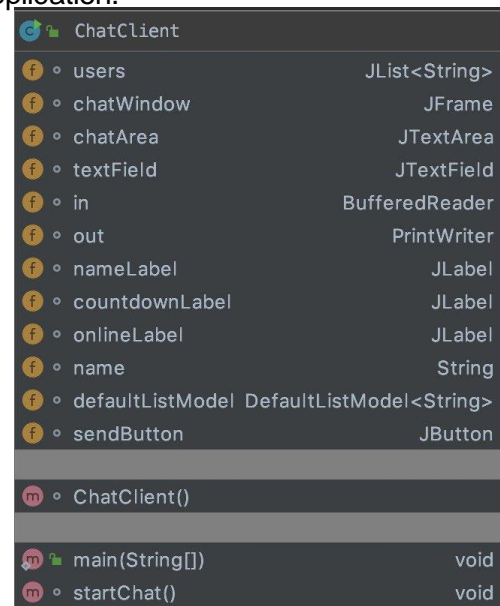 plication.
ChatClient
f users JList<String>
f chatWindow JFrame
f chatArea JTextArea
f textField JTextField
f in BufferedReader
f out PrintWriter
f nameLabel JLabel
f countdownLabel JLabel
f onlineLabel JLabel
f name String
f defaultListModel DefaultListModel<String>
f sendButton JButton
m ChatClient()
m main(String[]) void
m startChat() void